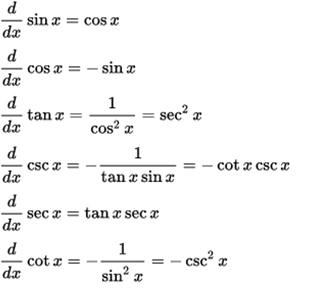 d/dx sin x = cos x
d/dx cos x = − sin x
d/dx tan x = 1/cos² x = sec² x
d/dx csc x = − 1/(tan x sin x) = − cot x csc x
d/dx sec x = tan x sec x
d/dx cot x = − 1/sin² x = − csc² x